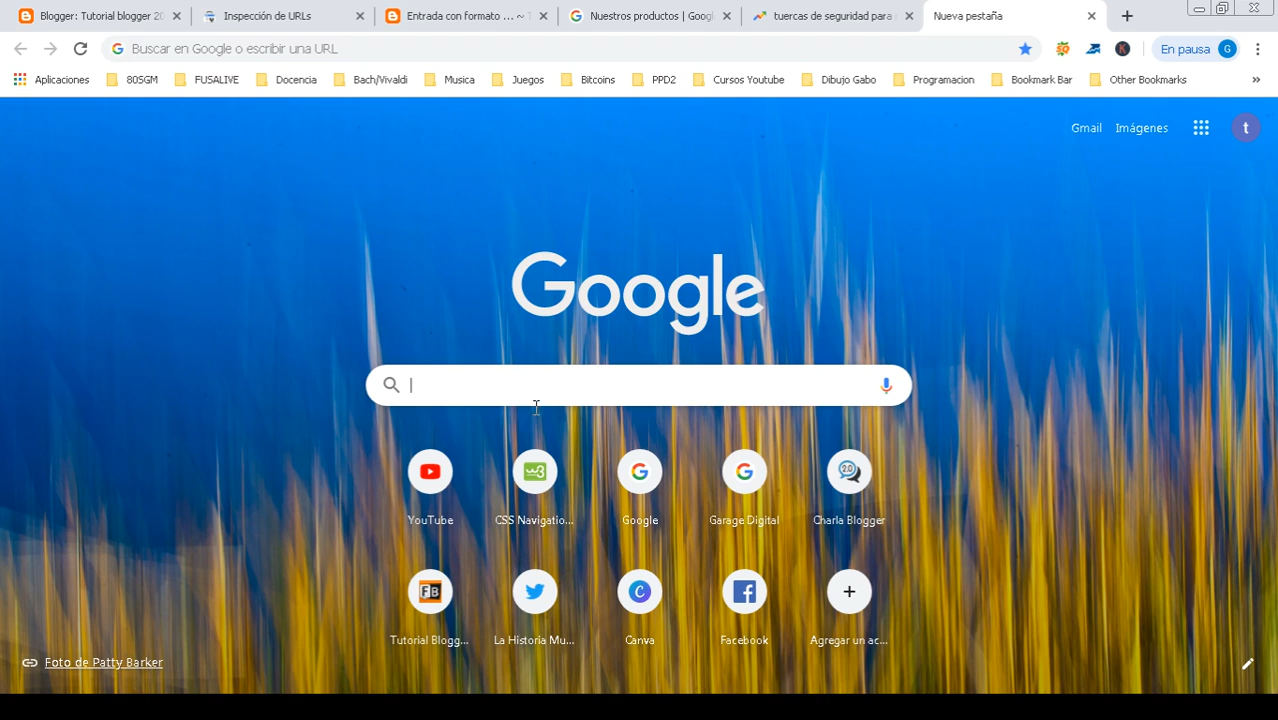 Blogger: Tutorial blogger 20
Inspección de URLs
Entrada con formato ... ~ T
Nuestros productos | Googl
tuercas de seguridad para
Nueva pestaña
Buscar en Google o escribir una URL
En pausa G
Aplicaciones
80SGM
FUSALIVE
Docencia
Bach/Vivaldi
Musica
Juegos
Bitcoins
PPD2
Cursos Youtube
Dibujo Gabo
Programacion
Bookmark Bar
Other Bookmarks
»
Gmail
Imágenes
t
Google
YouTube
CSS Navigatio...
Google
Garage Digital
2.0
Charla Blogger
FB
Tutorial Blogg...
La Historia Mu...
Canva
Facebook
Agregar un ac...
Foto de Patty Barker